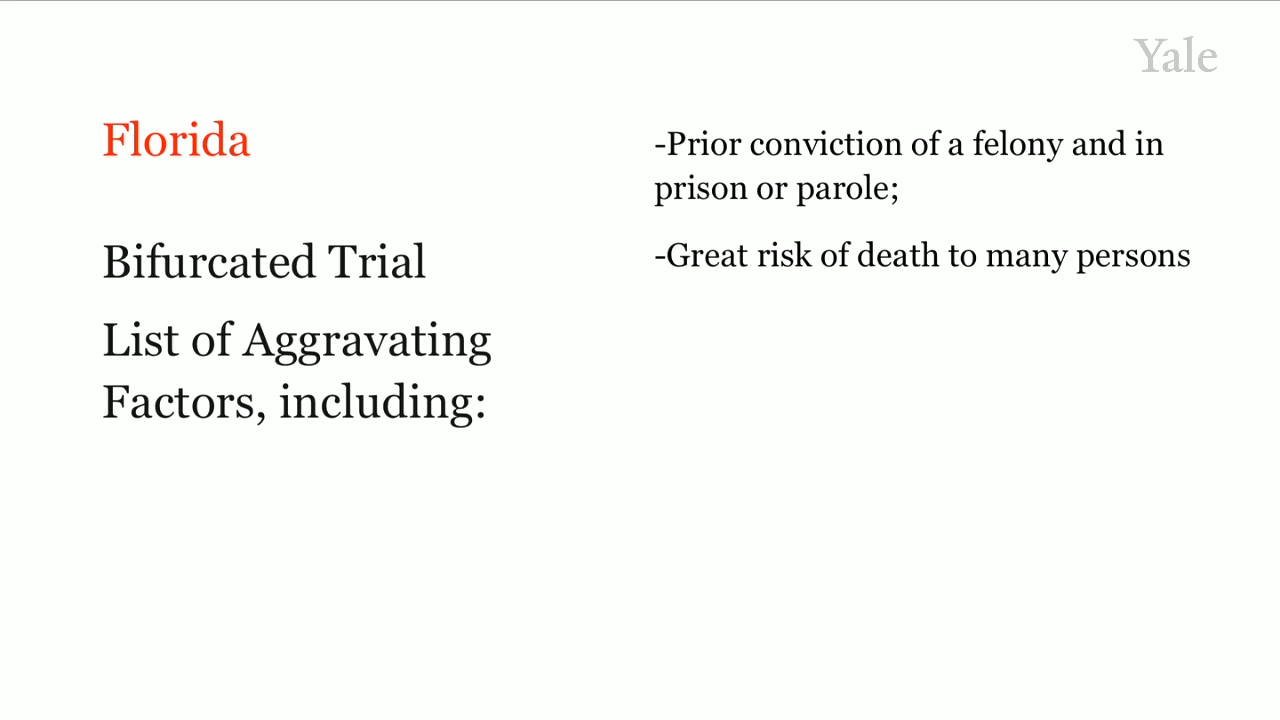 Yale
Florida
Bifurcated Trial
List of Aggravating
Factors, including:
-Prior conviction of a felony and in
prison or parole;
-Great risk of death to many persons